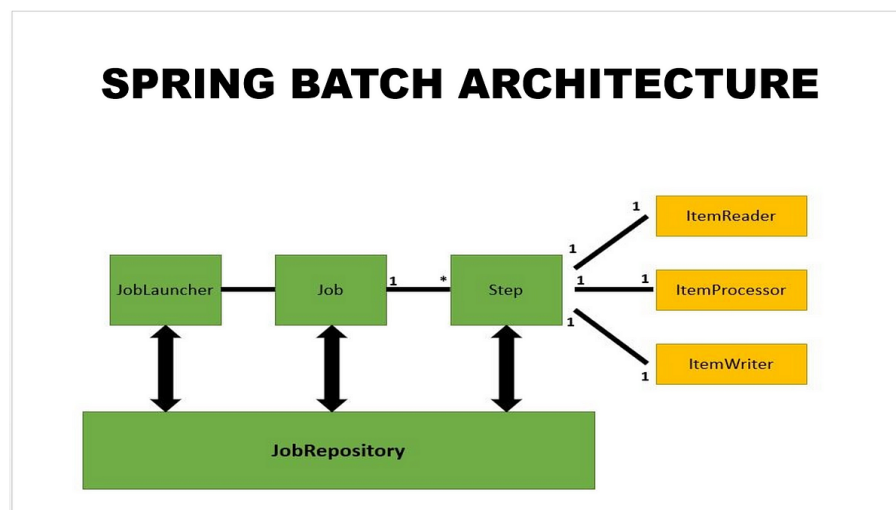 SPRING BATCH ARCHITECTURE
1
ItemReader
1
JobLauncher
Job
1
*
Step
1
1
ItemProcessor
1
ItemWriter
1
JobRepository